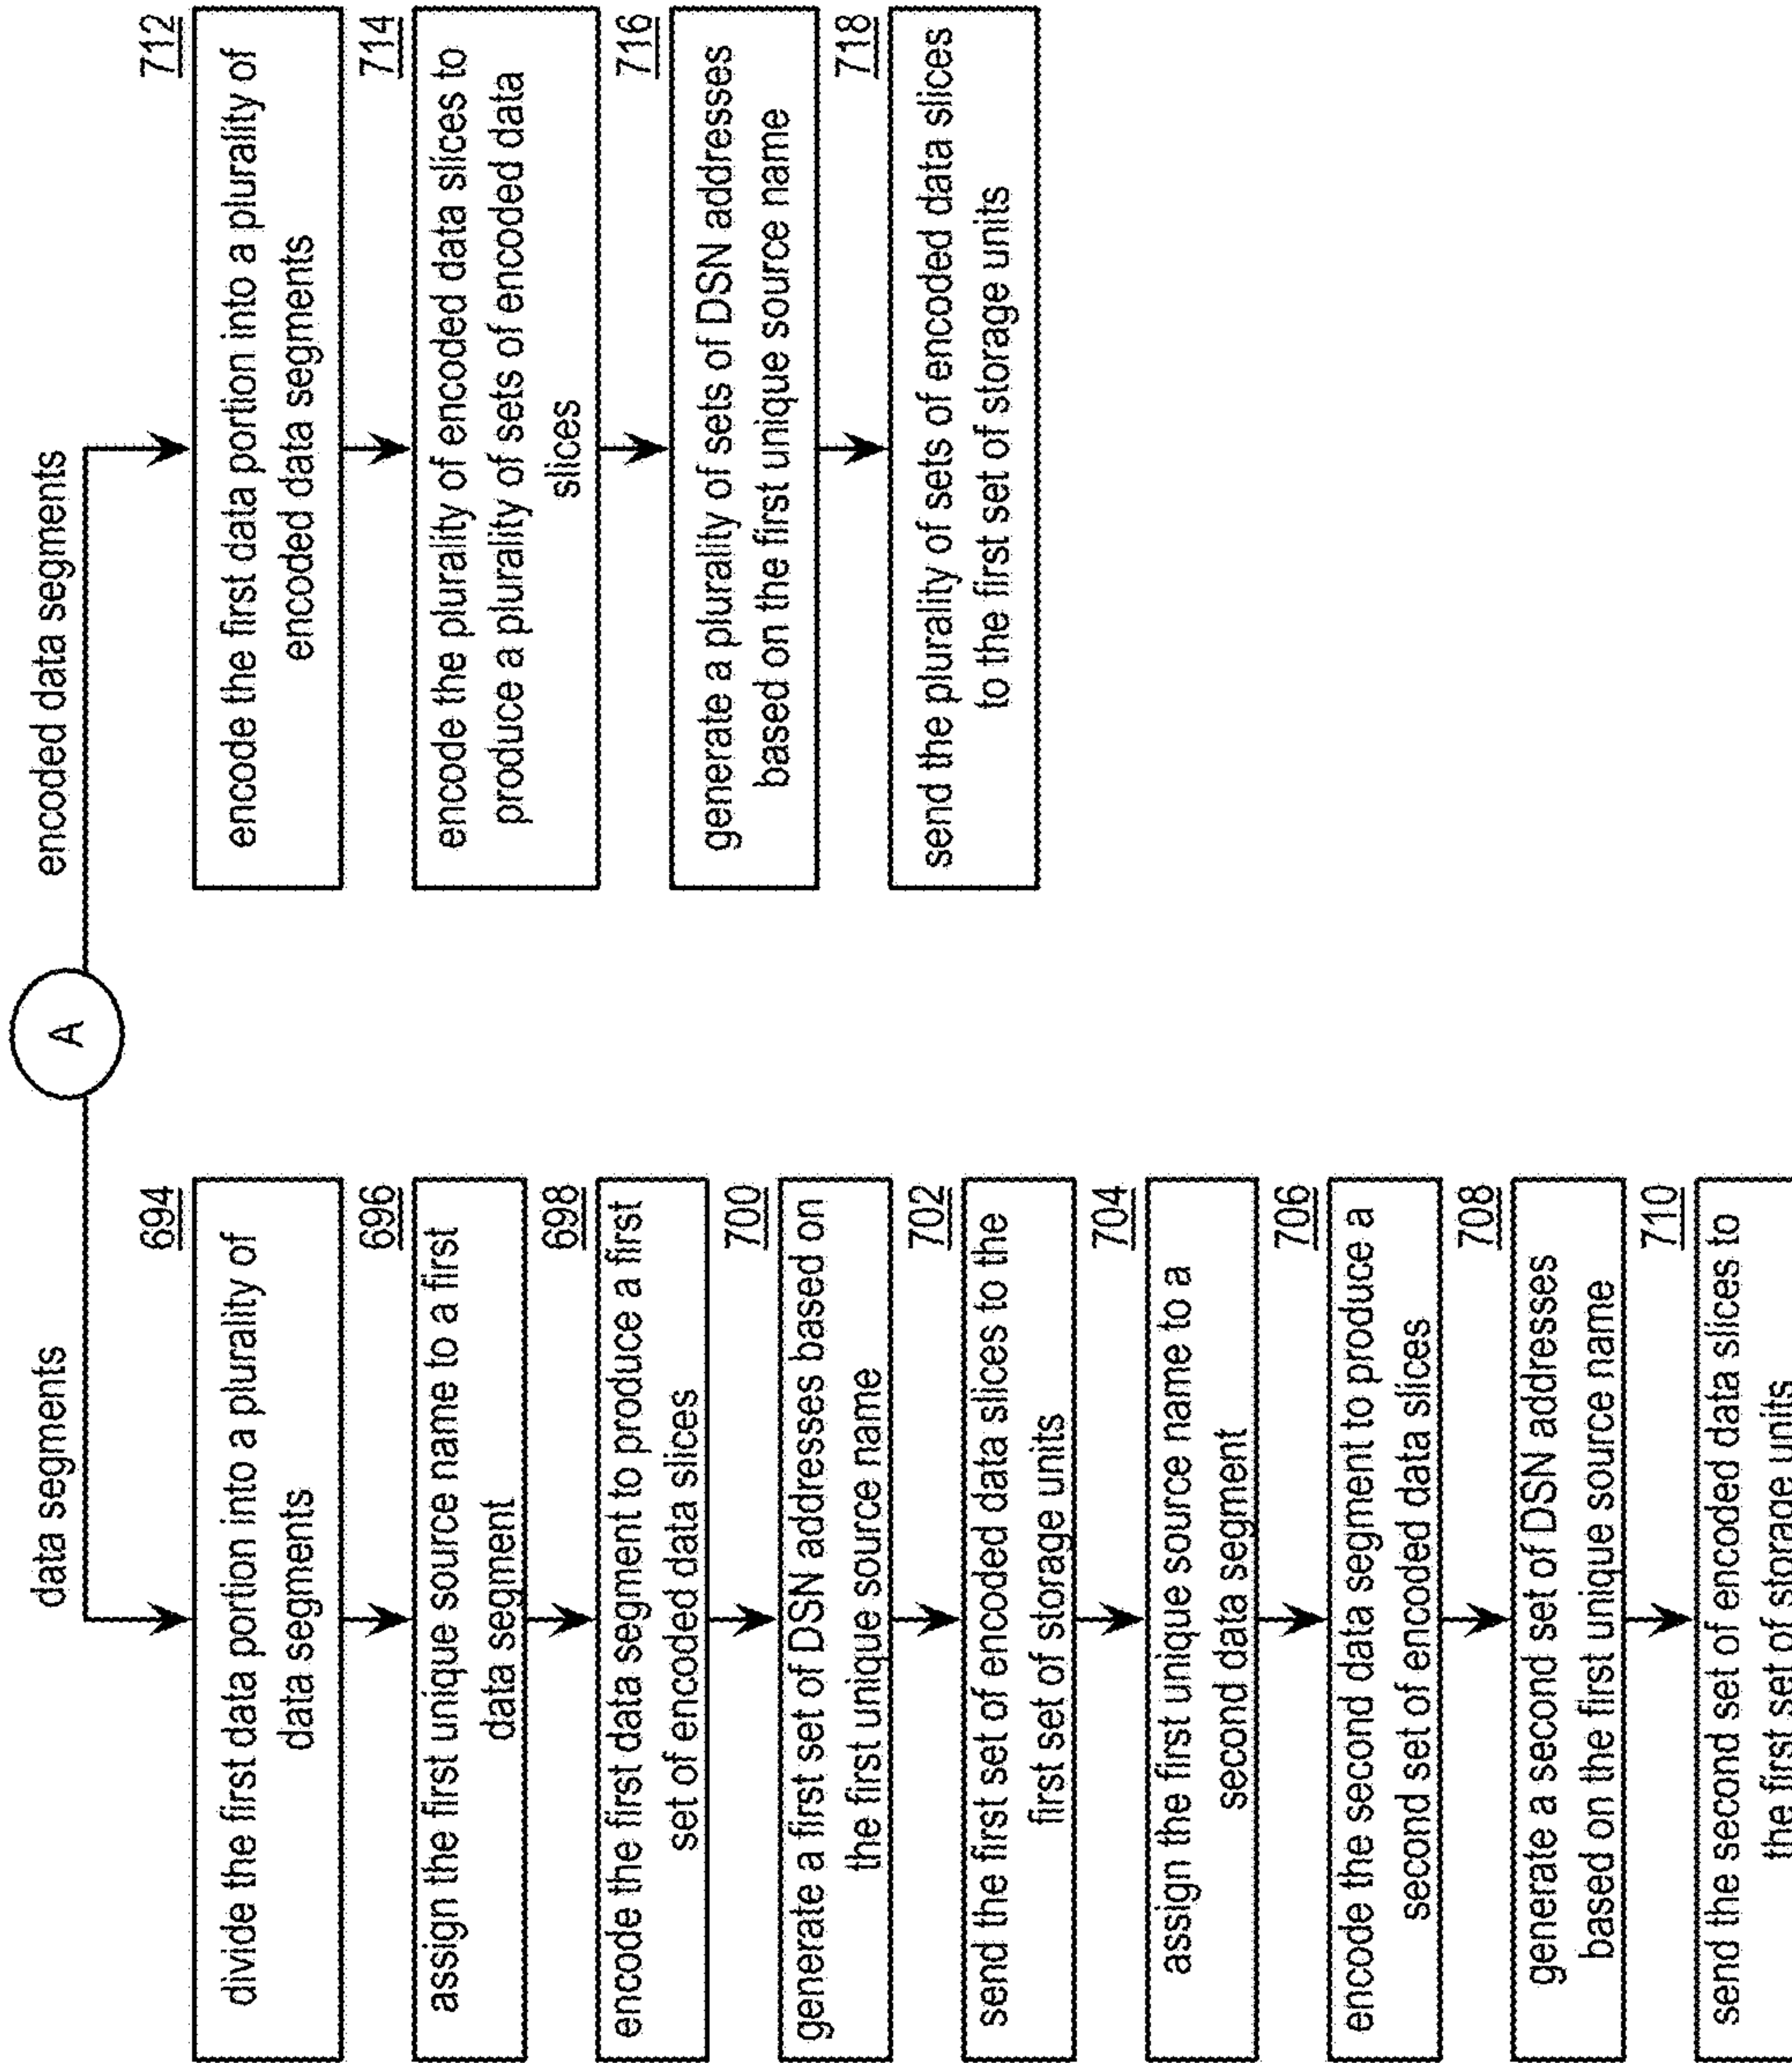 A
data segments
694
divide the first data portion into a plurality of
data segments
696
assign the first unique source name to a first
data segment
698
encode the first data segment to produce a first
set of encoded data slices
700
generate a first set of DSN addresses based on
the first unique source name
702
send the first set of encoded data slices to the
first set of storage units
704
assign the first unique source name to a
second data segment
706
encode the second data segment to produce a
second set of encoded data slices
708
generate a second set of DSN addresses
based on the first unique source name
710
send the second set of encoded data slices to
the first set of storage units
encoded data segments
712
encode the first data portion into a plurality of
encoded data segments
714
encode the plurality of encoded data slices to
produce a plurality of sets of encoded data
slices
716
generate a plurality of sets of DSN addresses
based on the first unique source name
718
send the plurality of sets of encoded data slices
to the first set of storage units